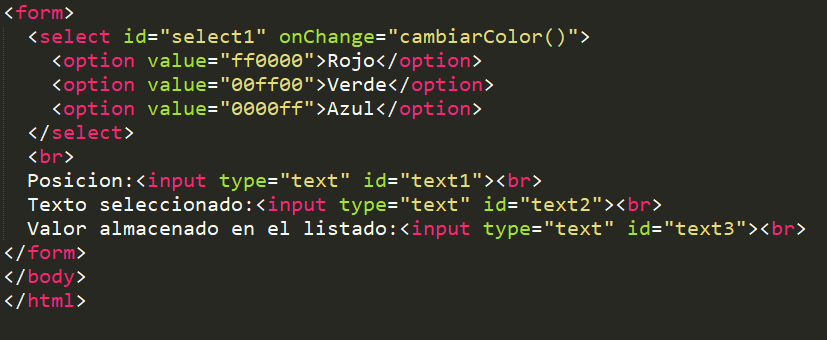 <form>
<select id="select1" onChange="cambiarColor()">
<option value="ff0000">Rojo</option>
<option value="00ff00">Verde</option>
<option value="0000ff">Azul</option>
</select>
<br>
Posicion:<input type="text" id="text1"><br>
Texto seleccionado:<input type="text" id="text2"><br>
Valor almacenado en el listado:<input type="text" id="text3"><br>
</form>
</body>
</html>